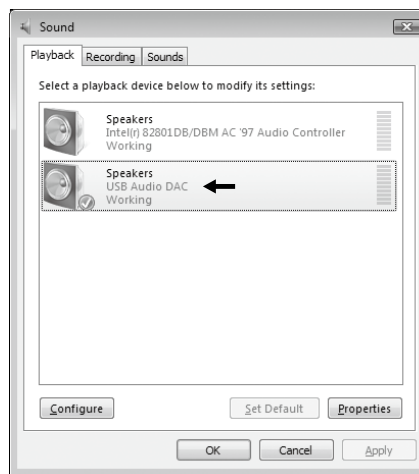 Sound
Playback Recording Sounds
Select a playback device below to modify its settings:
Speakers
Intel(r) 82801DB/DBM AC '97 Audio Controller
Working
Speakers
USB Audio DAC
Working
Configure Set Default Properties
OK Cancel Apply